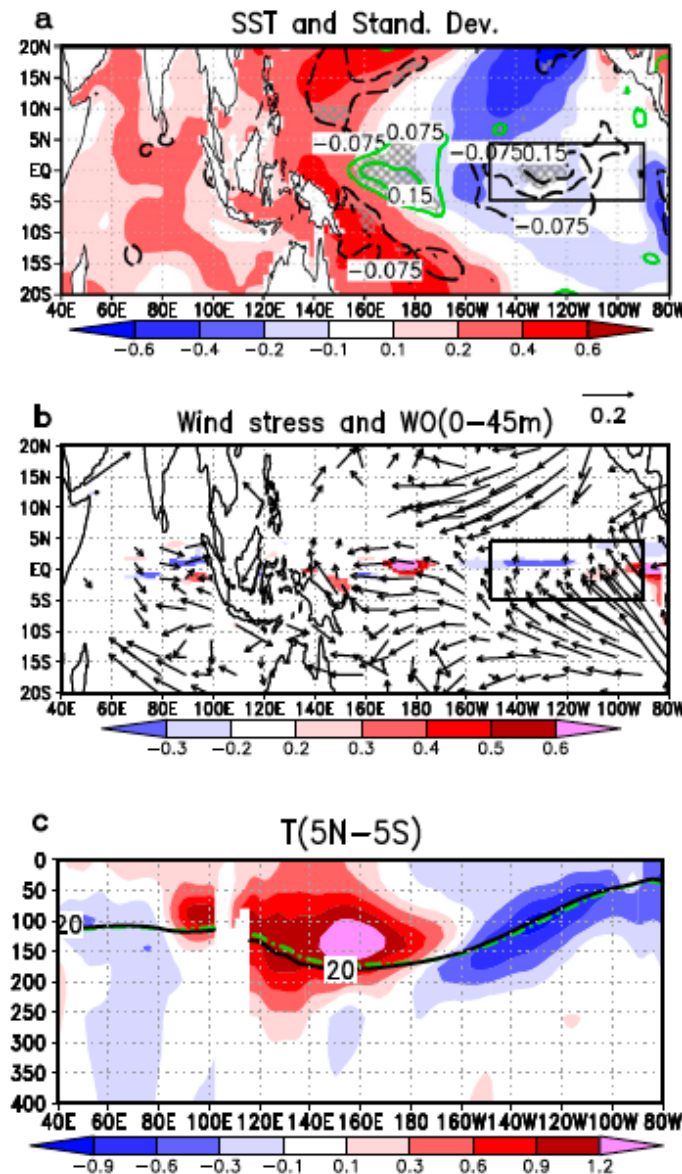 a
SST and Stand. Dev.
20N
15N
10N
5N
EQ
5S
10S
15S
20S
−0.075
0.075
−0.075
0.15
0.15
−0.075
−0.075
40E 60E 80E 100E 120E 140E 160E 180 160W 140W 120W 100W 80W
−0.6 −0.4 −0.2 −0.1 0.1 0.2 0.4 0.6
b
Wind stress and WO(0−45m)
0.2
20N
15N
10N
5N
EQ
5S
10S
15S
20S
40E 60E 80E 100E 120E 140E 160E 180 160W 140W 120W 100W 80W
−0.3 −0.2 0.2 0.3 0.4 0.5 0.6
c
T(5N−5S)
0
50
100
150
200
250
300
350
400
20
20
40E 60E 80E 100E 120E 140E 160E 180 160W 140W 120W 100W 80W
−0.9 −0.6 −0.3 −0.1 0.1 0.3 0.6 0.9 1.2